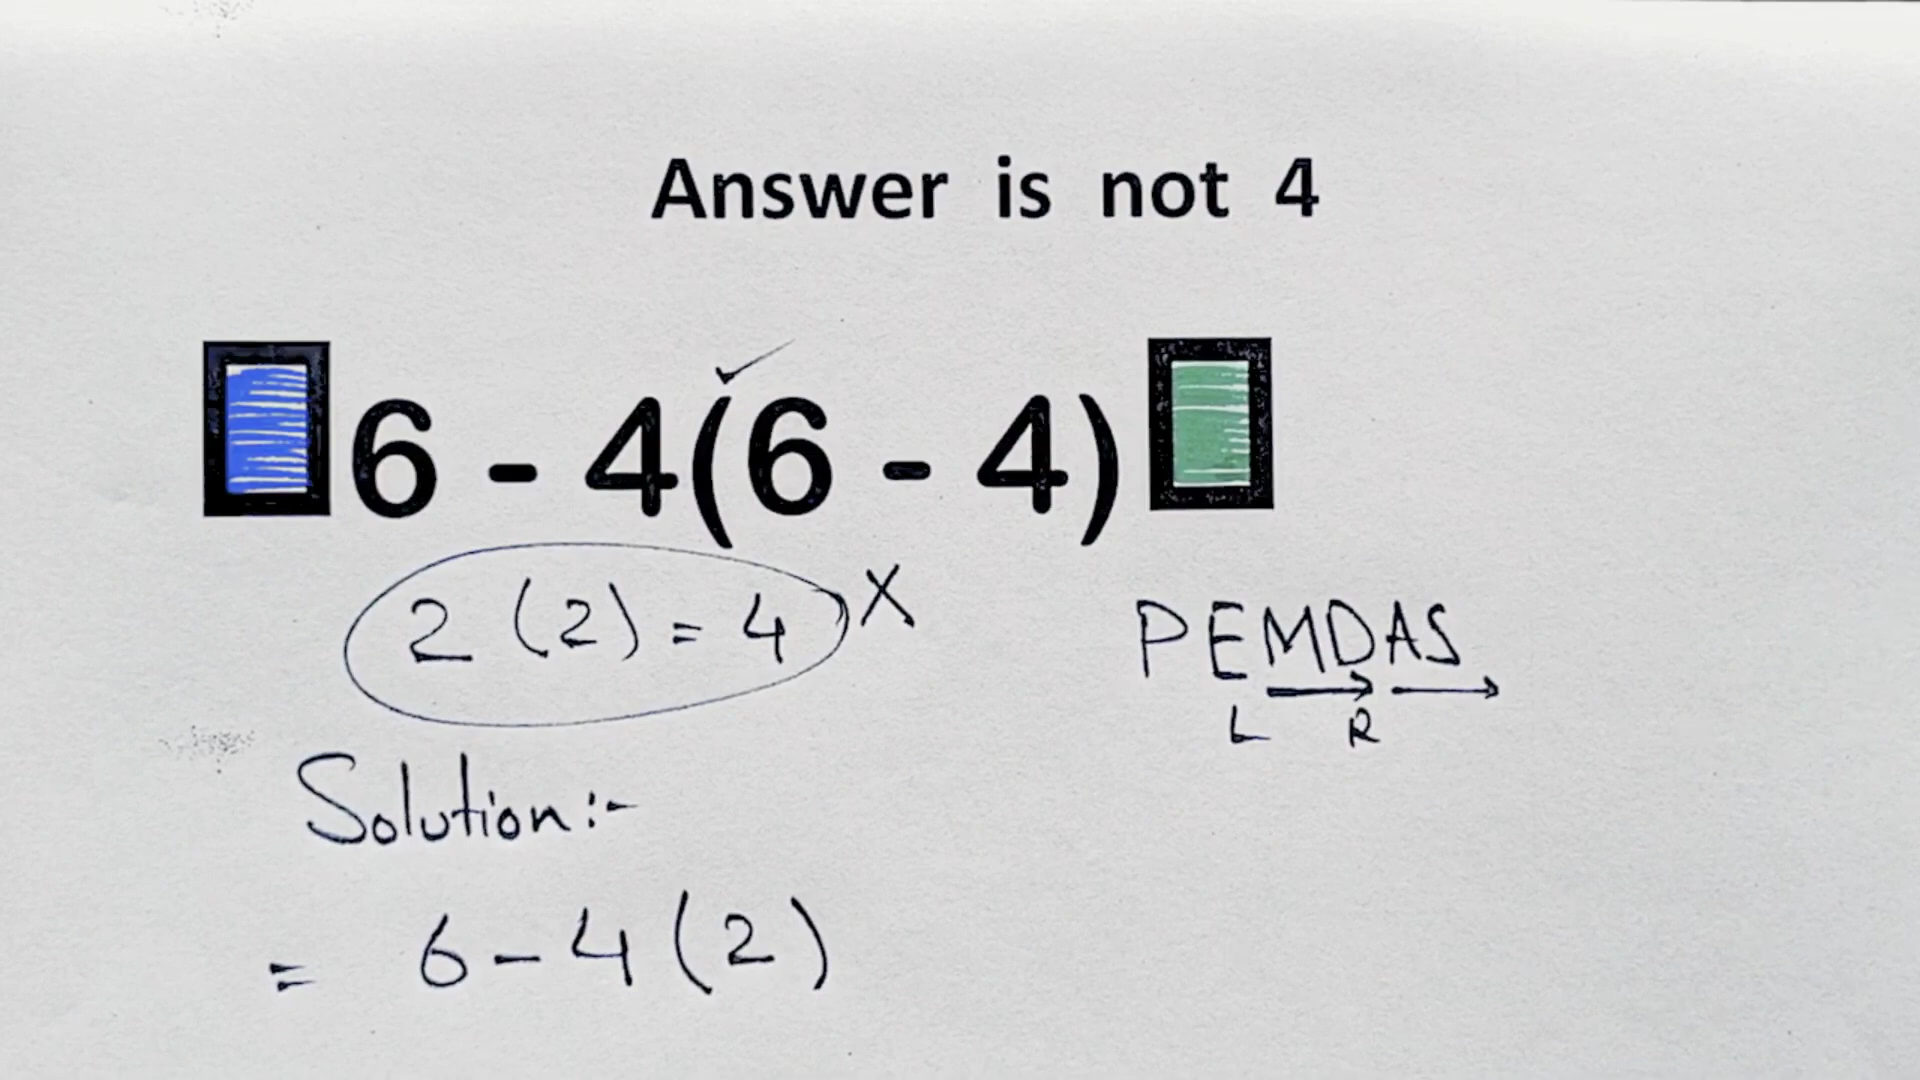 Answer is not 4
6 - 4(6 - 4)
2 (2) = 4 X
PEMDAS
L R
Solution:-
= 6 - 4 (2)